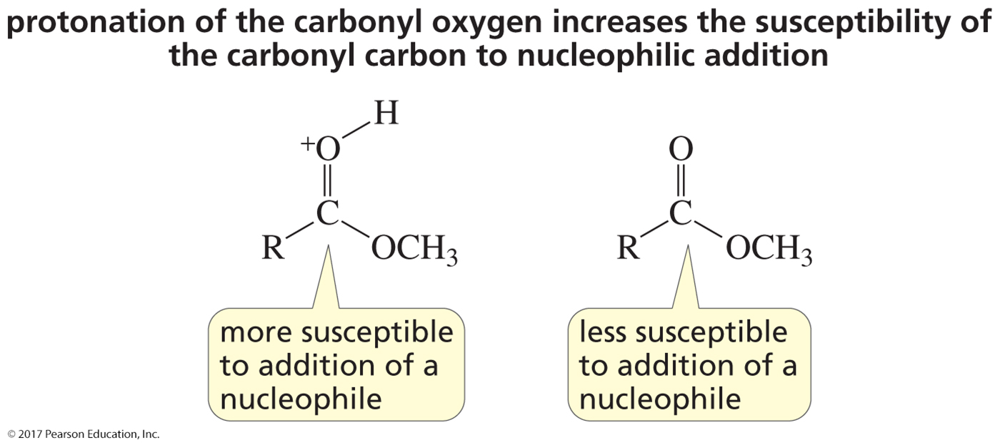 protonation of the carbonyl oxygen increases the susceptibility of
the carbonyl carbon to nucleophilic addition
H
+O
O
C
C
R
OCH3
R
OCH3
more susceptible
to addition of a
nucleophile
less susceptible
to addition of a
nucleophile
© 2017 Pearson Education, Inc.